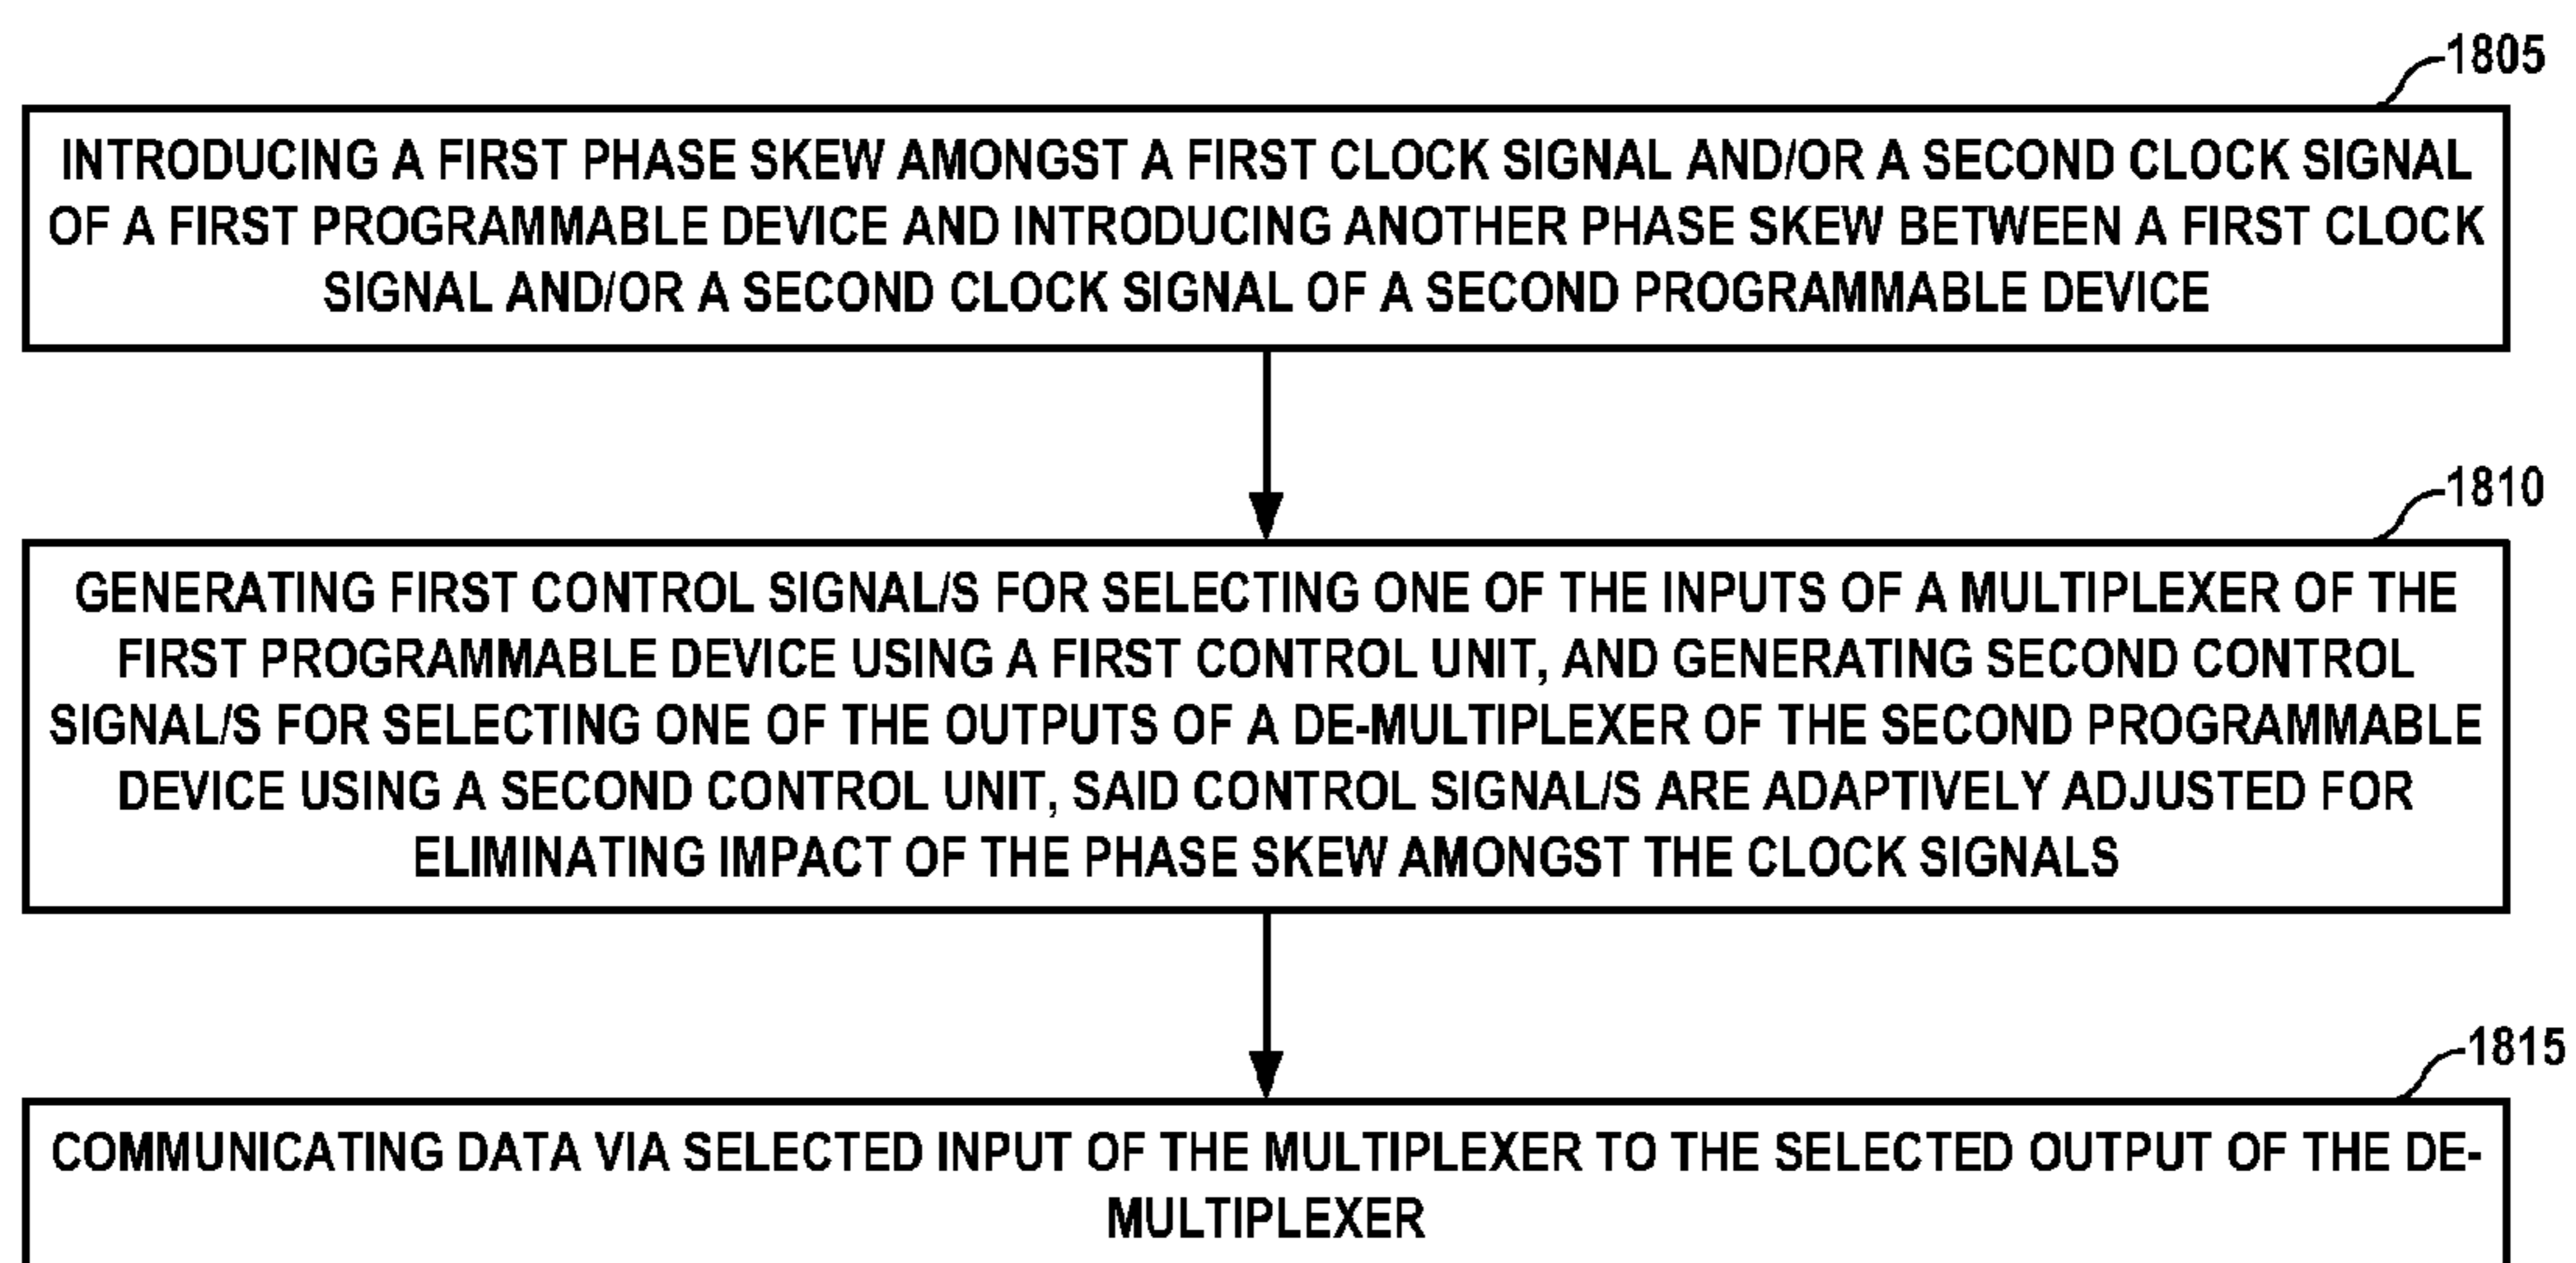 1805
INTRODUCING A FIRST PHASE SKEW AMONGST A FIRST CLOCK SIGNAL AND/OR A SECOND CLOCK SIGNAL
OF A FIRST PROGRAMMABLE DEVICE AND INTRODUCING ANOTHER PHASE SKEW BETWEEN A FIRST CLOCK
SIGNAL AND/OR A SECOND CLOCK SIGNAL OF A SECOND PROGRAMMABLE DEVICE
1810
GENERATING FIRST CONTROL SIGNAL/S FOR SELECTING ONE OF THE INPUTS OF A MULTIPLEXER OF THE
FIRST PROGRAMMABLE DEVICE USING A FIRST CONTROL UNIT, AND GENERATING SECOND CONTROL
SIGNAL/S FOR SELECTING ONE OF THE OUTPUTS OF A DE-MULTIPLEXER OF THE SECOND PROGRAMMABLE
DEVICE USING A SECOND CONTROL UNIT, SAID CONTROL SIGNAL/S ARE ADAPTIVELY ADJUSTED FOR
ELIMINATING IMPACT OF THE PHASE SKEW AMONGST THE CLOCK SIGNALS
1815
COMMUNICATING DATA VIA SELECTED INPUT OF THE MULTIPLEXER TO THE SELECTED OUTPUT OF THE DE-
MULTIPLEXER